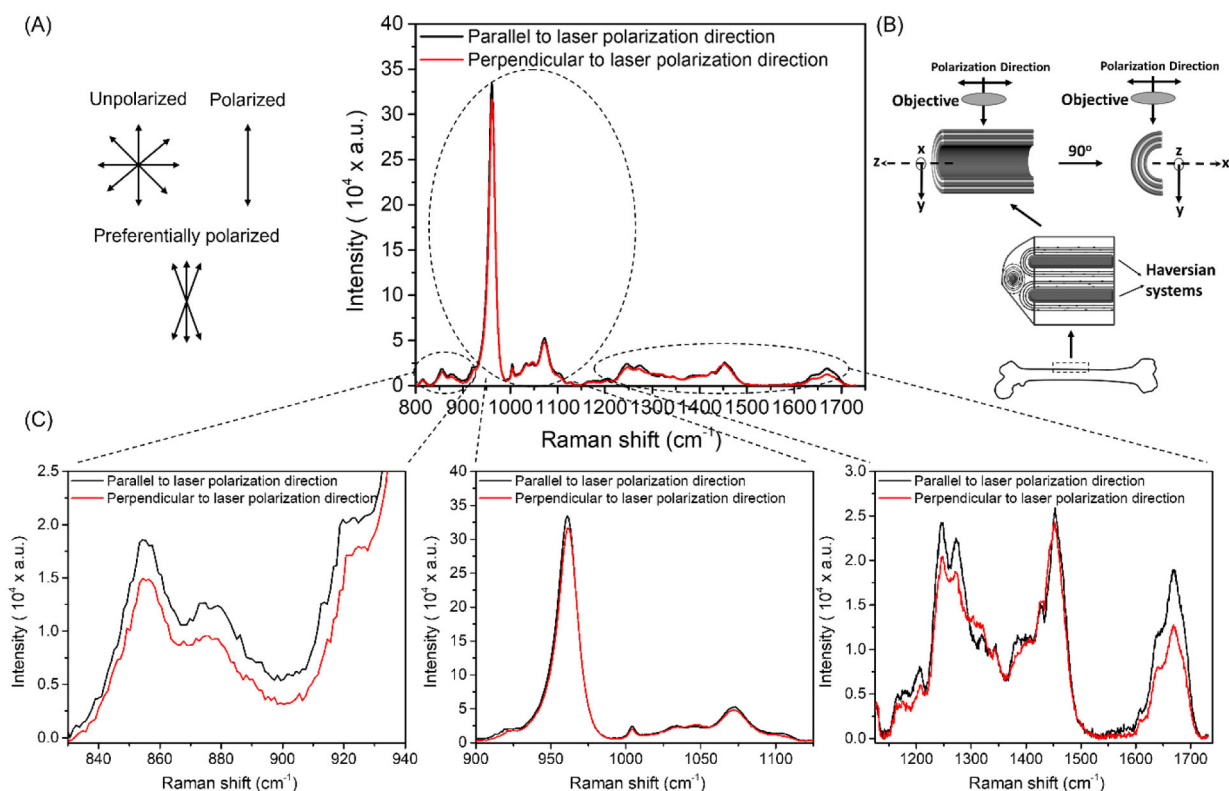 (A)
Unpolarized Polarized
Preferentially polarized
40
35
30
25
20
15
10
5
0
Intensity ( 10⁴ x a.u.)
Parallel to laser polarization direction
Perpendicular to laser polarization direction
800 900 1000 1100 1200 1300 1400 1500 1600 1700
Raman shift (cm⁻¹)
(B)
Polarization Direction Polarization Direction
Objective Objective
x
z
y
90°
z
x
y
Haversian
systems
(C)
2.5
2.0
1.5
1.0
0.5
0.0
Intensity ( 10⁴ x a.u.)
Parallel to laser polarization direction
Perpendicular to laser polarization direction
840 860 880 900 920 940
Raman shift (cm⁻¹)
40
35
30
25
20
15
10
5
0
Intensity ( 10⁴ x a.u.)
Parallel to laser polarization direction
Perpendicular to laser polarization direction
900 950 1000 1050 1100
Raman shift (cm⁻¹)
3.0
2.5
2.0
1.5
1.0
0.5
0.0
Intensity ( 10⁴ x a.u.)
Parallel to laser polarization direction
Perpendicular to laser polarization direction
1200 1300 1400 1500 1600 1700
Raman shift (cm⁻¹)